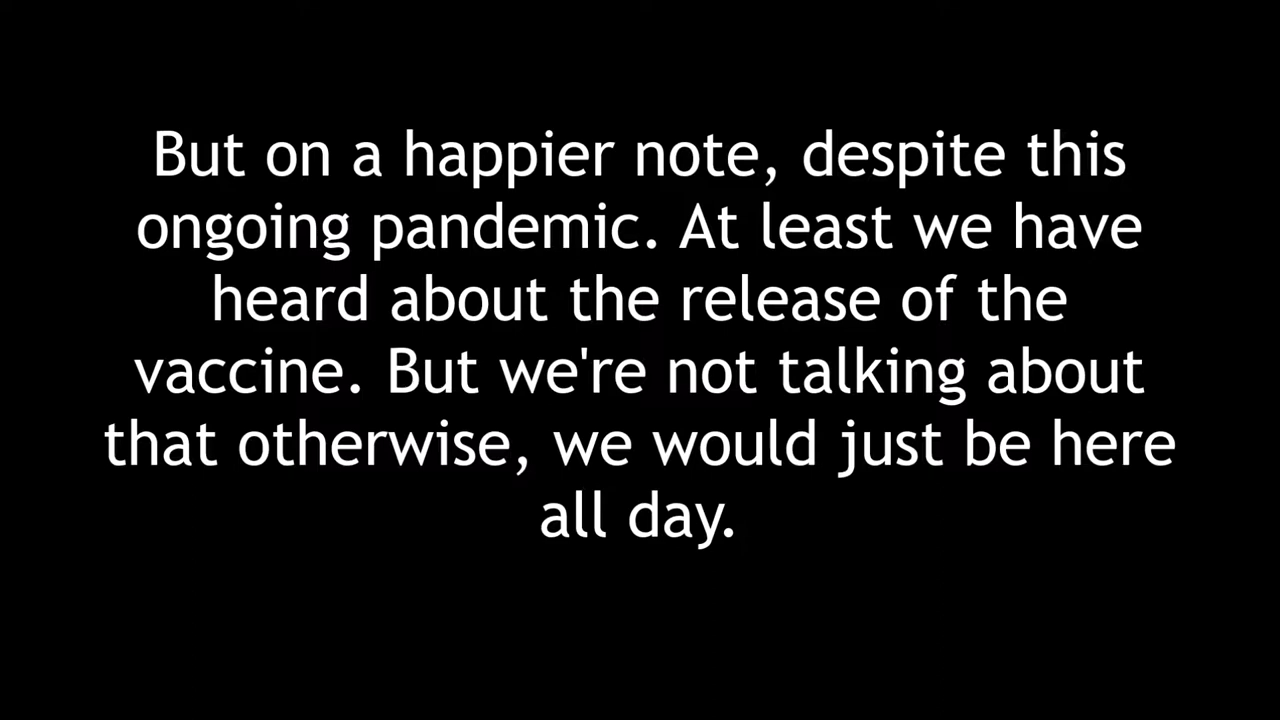 But on a happier note, despite this
ongoing pandemic. At least we have
heard about the release of the
vaccine. But we're not talking about
that otherwise, we would just be here
all day.